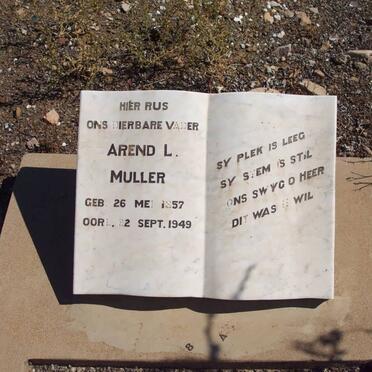 HIER RUS
ONS DIERBARE VADER
AREND L.
MULLER
GEB 26 MEI 1857
OORL. 12 SEPT. 1949
SY PLEK IS LEEG
SY STEM IS STIL
ONS SWYG O HEER
DIT WAS U WIL